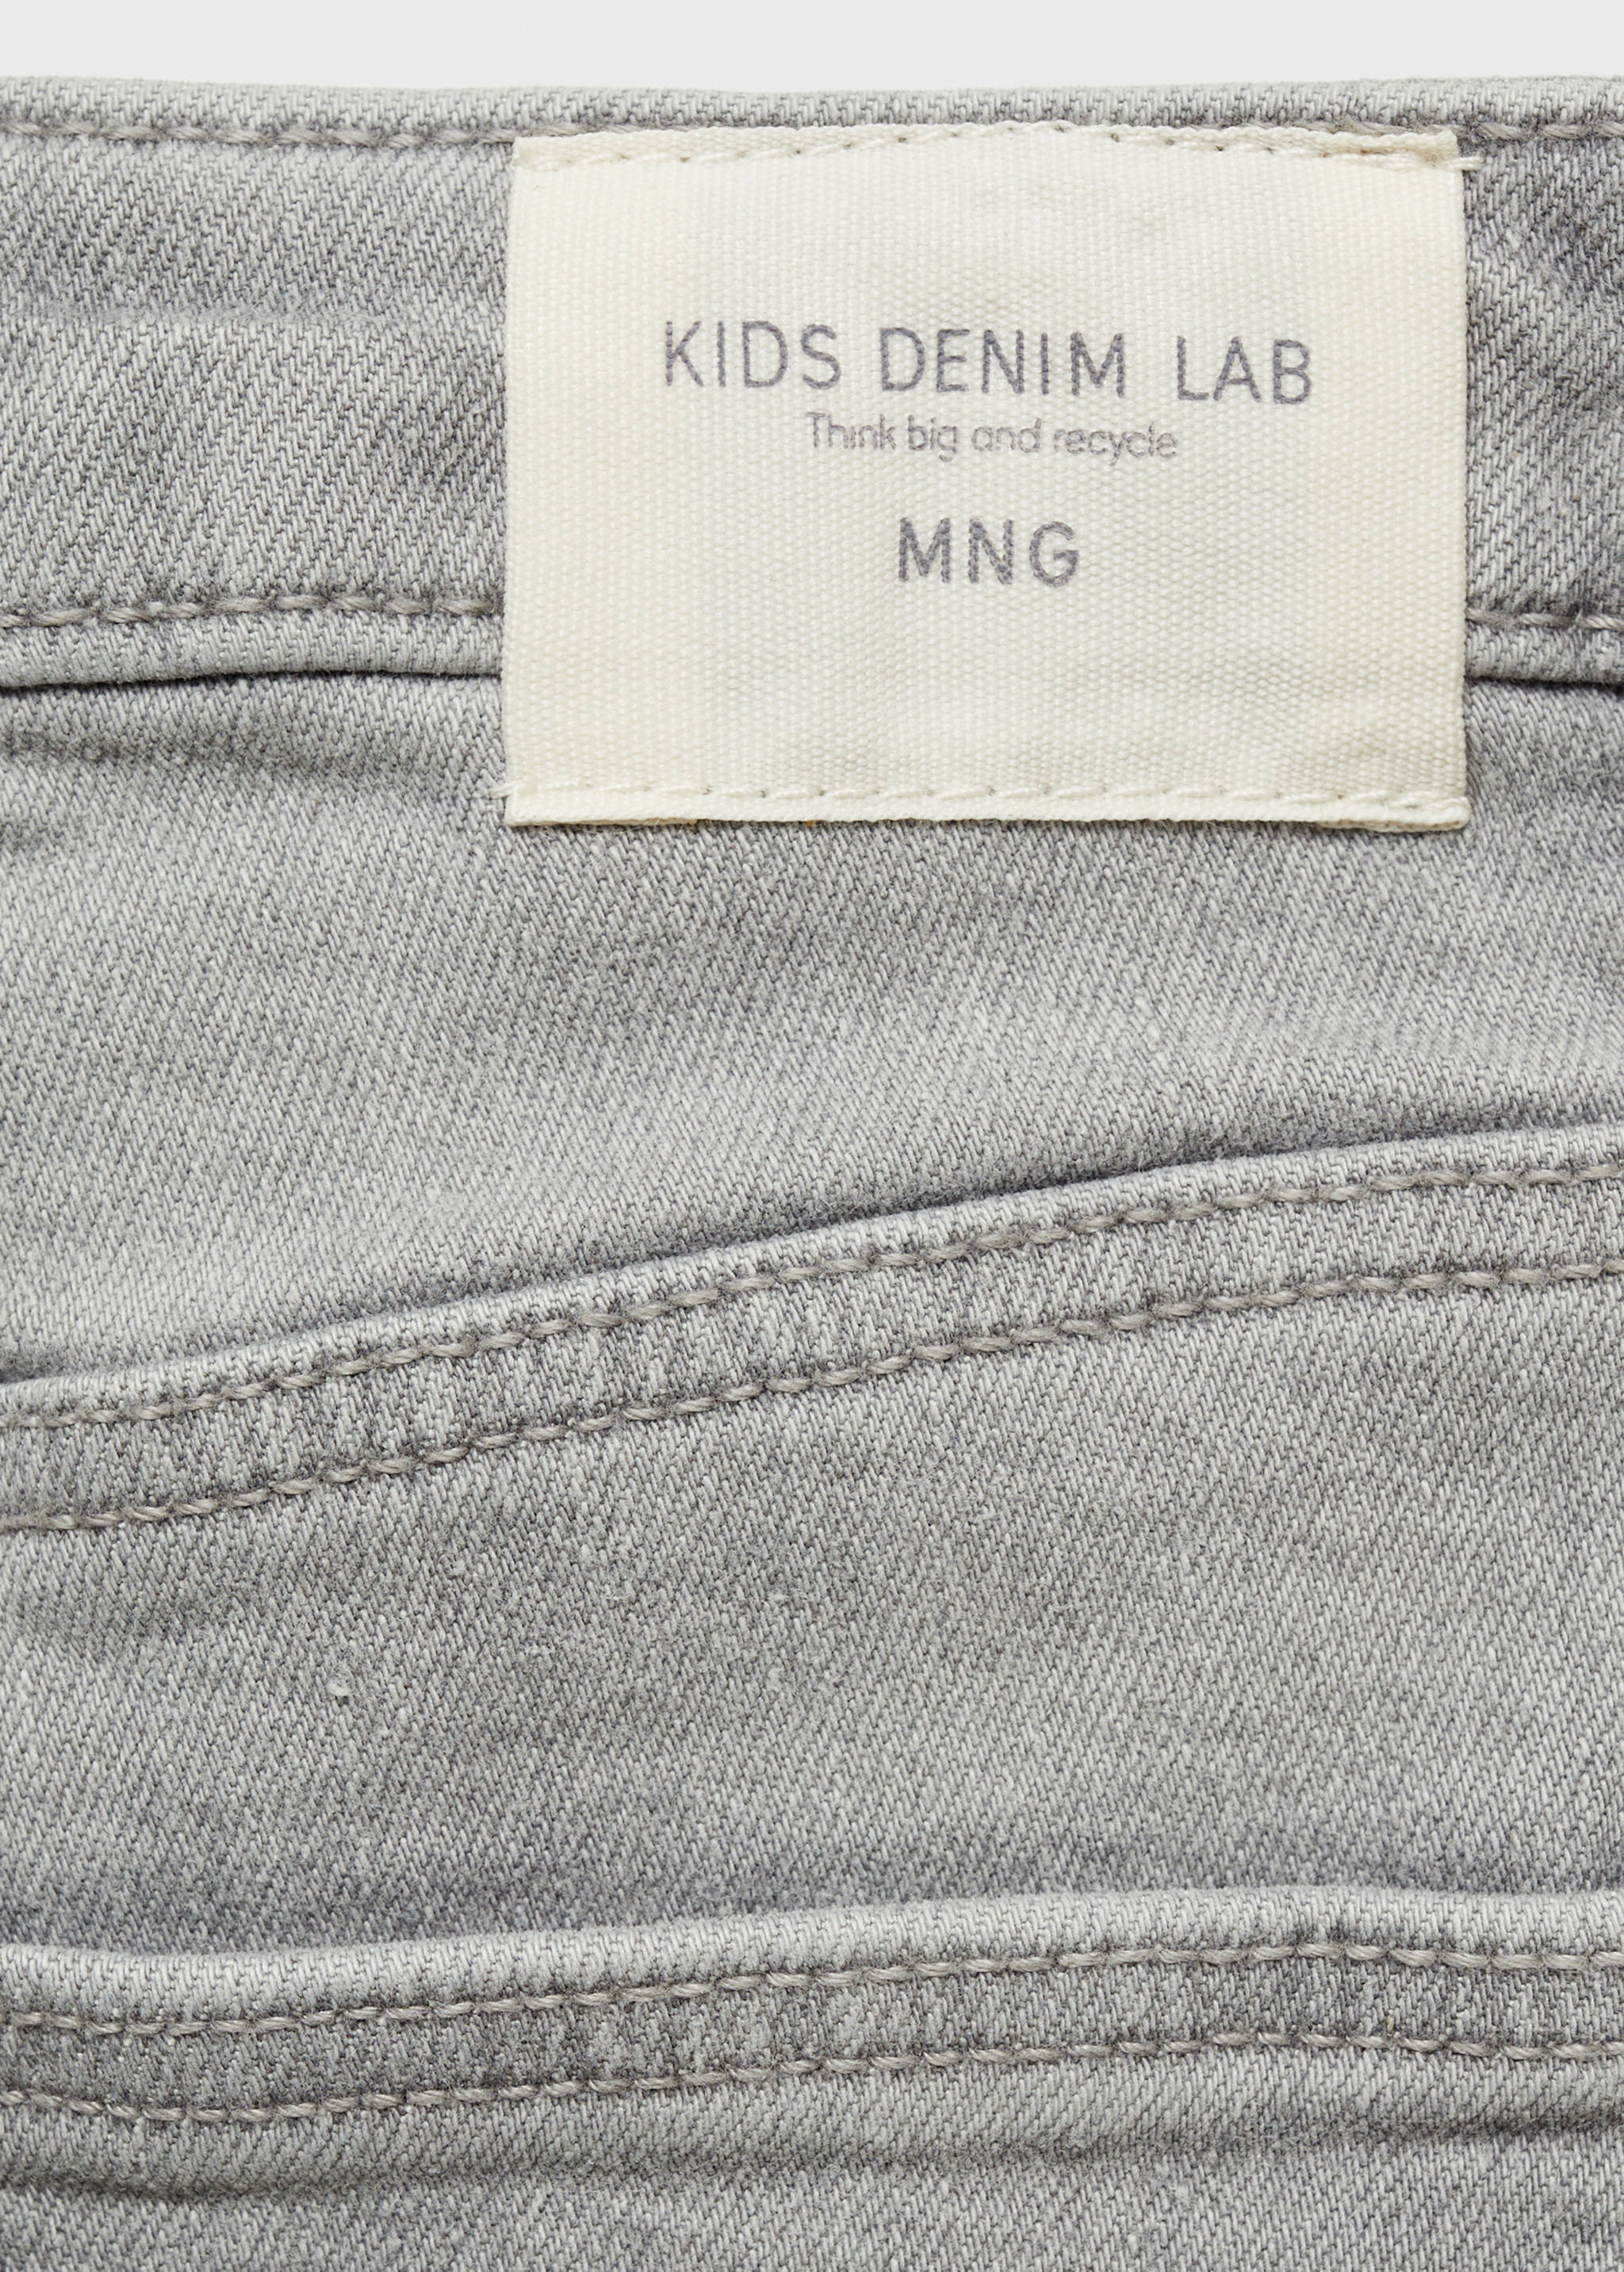 KIDS DENIM LAB
Think big and recycle
MNG